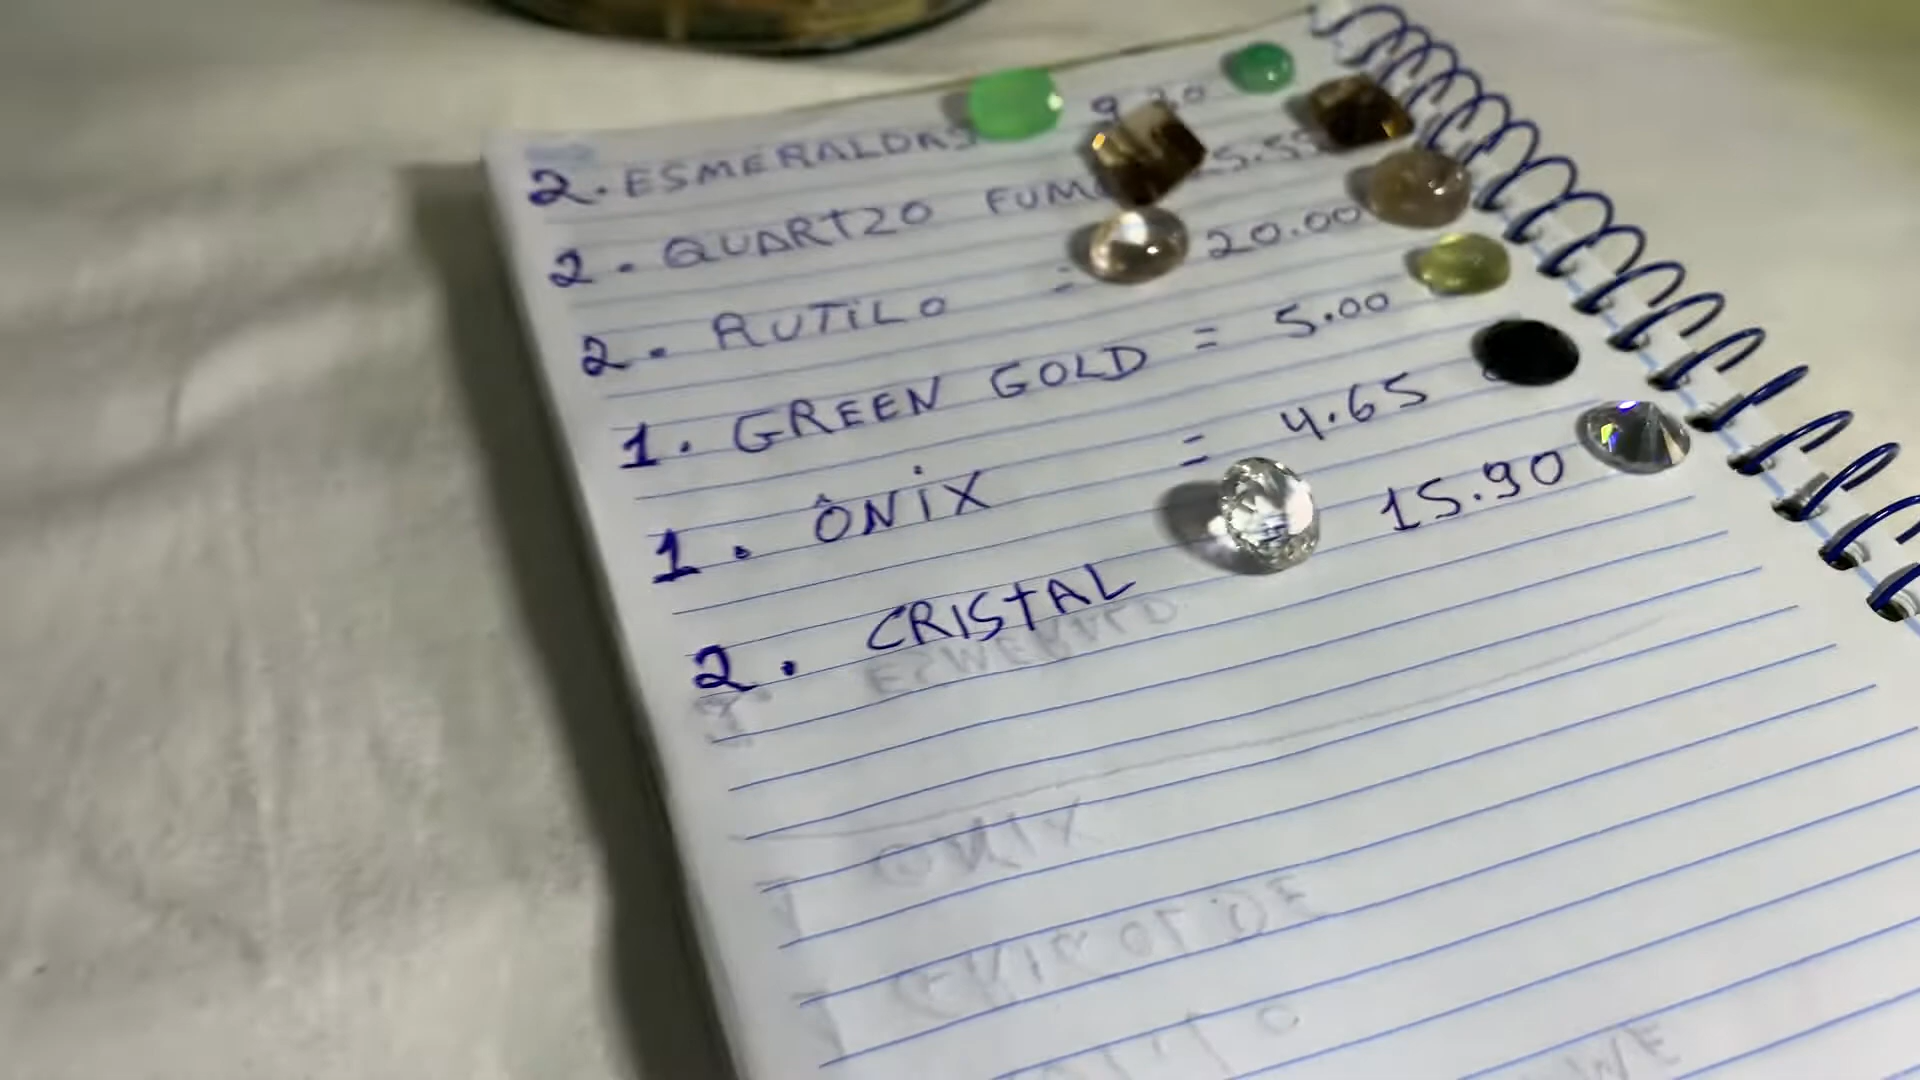 2. ESMERALDAS
2. QUARTZO FUM
2. RUTILO = 20.00
1. GREEN GOLD = 5.00
1. ÔNIX = 4.65
2. CRISTAL 15.90